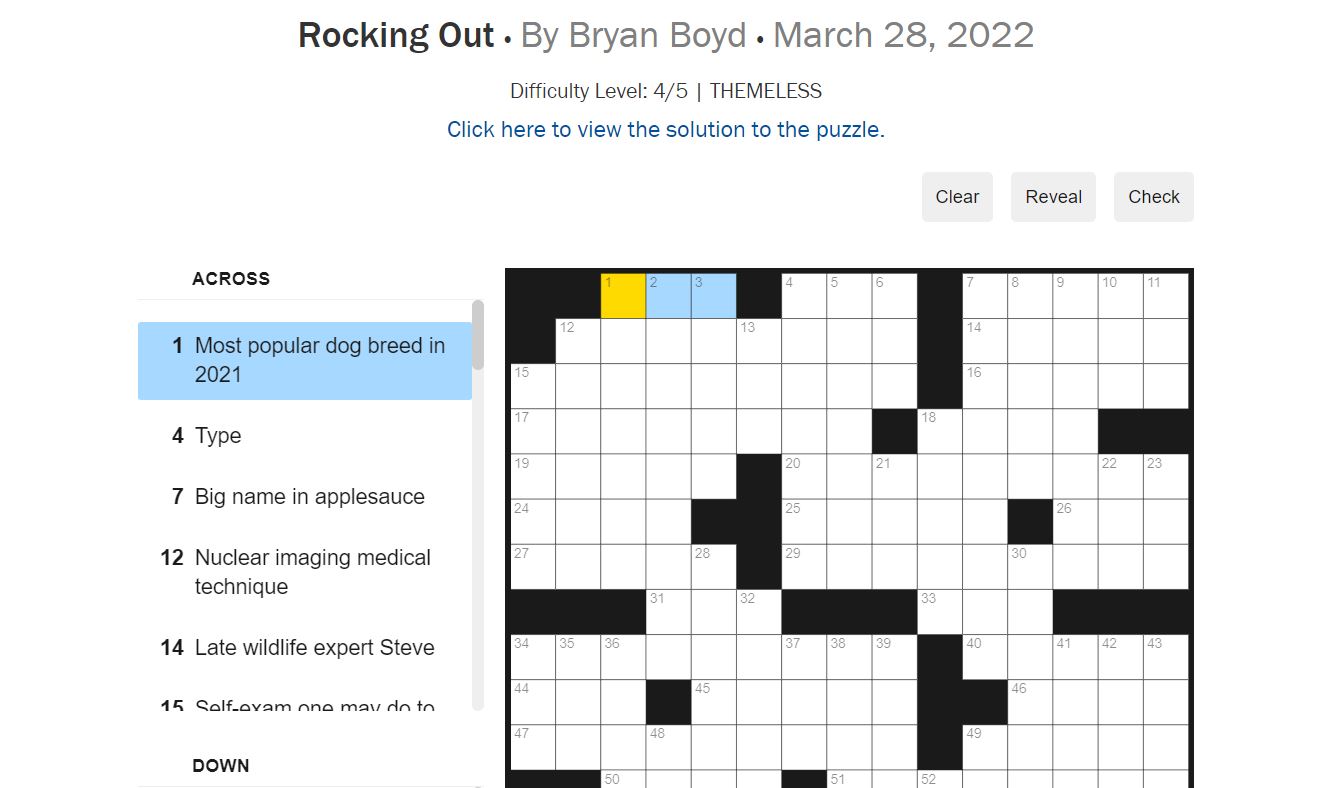 Rocking Out • By Bryan Boyd • March 28, 2022
Difficulty Level: 4/5 | THEMELESS
Click here to view the solution to the puzzle.
Clear Reveal Check
ACROSS
1 Most popular dog breed in
2021
4 Type
7 Big name in applesauce
12 Nuclear imaging medical
technique
14 Late wildlife expert Steve
15 Self-exam one may do to
DOWN
1 2 3 4 5 6 7 8 9 10 11
12 13 14
15 16
17 18
19 20 21 22 23
24 25 26
27 28 29 30
31 32 33
34 35 36 37 38 39 40 41 42 43
44 45 46
47 48 49
50 51 52